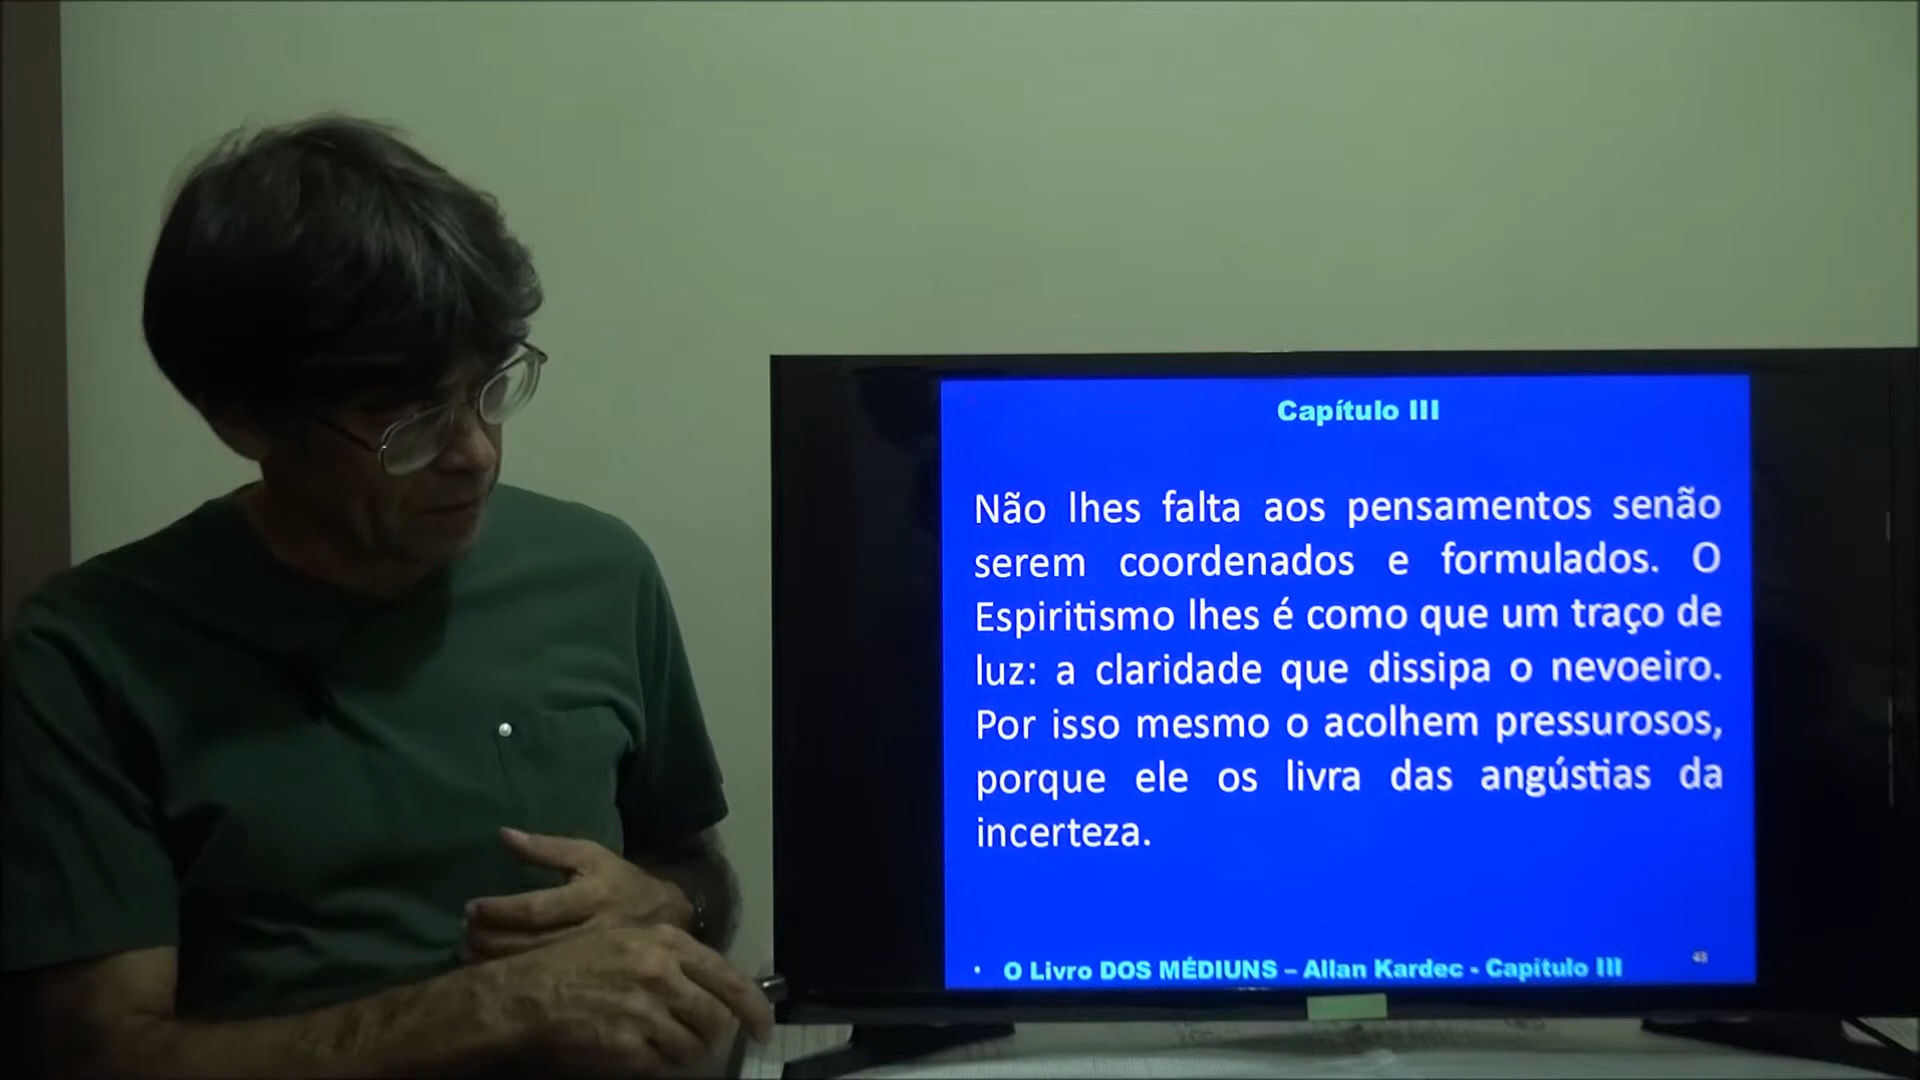 Capítulo III
Não lhes falta aos pensamentos senão
serem coordenados e formulados. O
Espiritismo lhes é como que um traço de
luz: a claridade que dissipa o nevoeiro.
Por isso mesmo o acolhem pressurosos,
porque ele os livra das angústias da
incerteza.
• O Livro DOS MÉDIUNS – Allan Kardec - Capítulo III